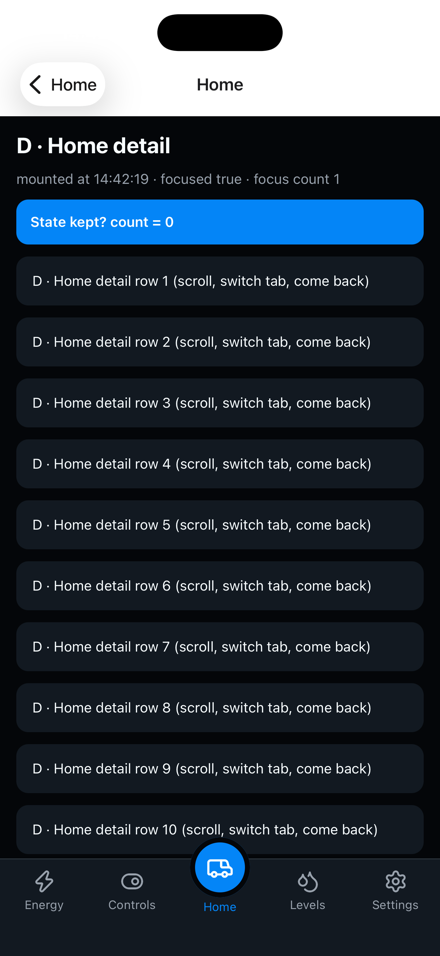 Home
Home
D · Home detail
mounted at 14:42:19 · focused true · focus count 1
State kept? count = 0
D · Home detail row 1 (scroll, switch tab, come back)
D · Home detail row 2 (scroll, switch tab, come back)
D · Home detail row 3 (scroll, switch tab, come back)
D · Home detail row 4 (scroll, switch tab, come back)
D · Home detail row 5 (scroll, switch tab, come back)
D · Home detail row 6 (scroll, switch tab, come back)
D · Home detail row 7 (scroll, switch tab, come back)
D · Home detail row 8 (scroll, switch tab, come back)
D · Home detail row 9 (scroll, switch tab, come back)
D · Home detail row 10 (scroll, switch tab, come back)
Energy
Controls
Home
Levels
Settings